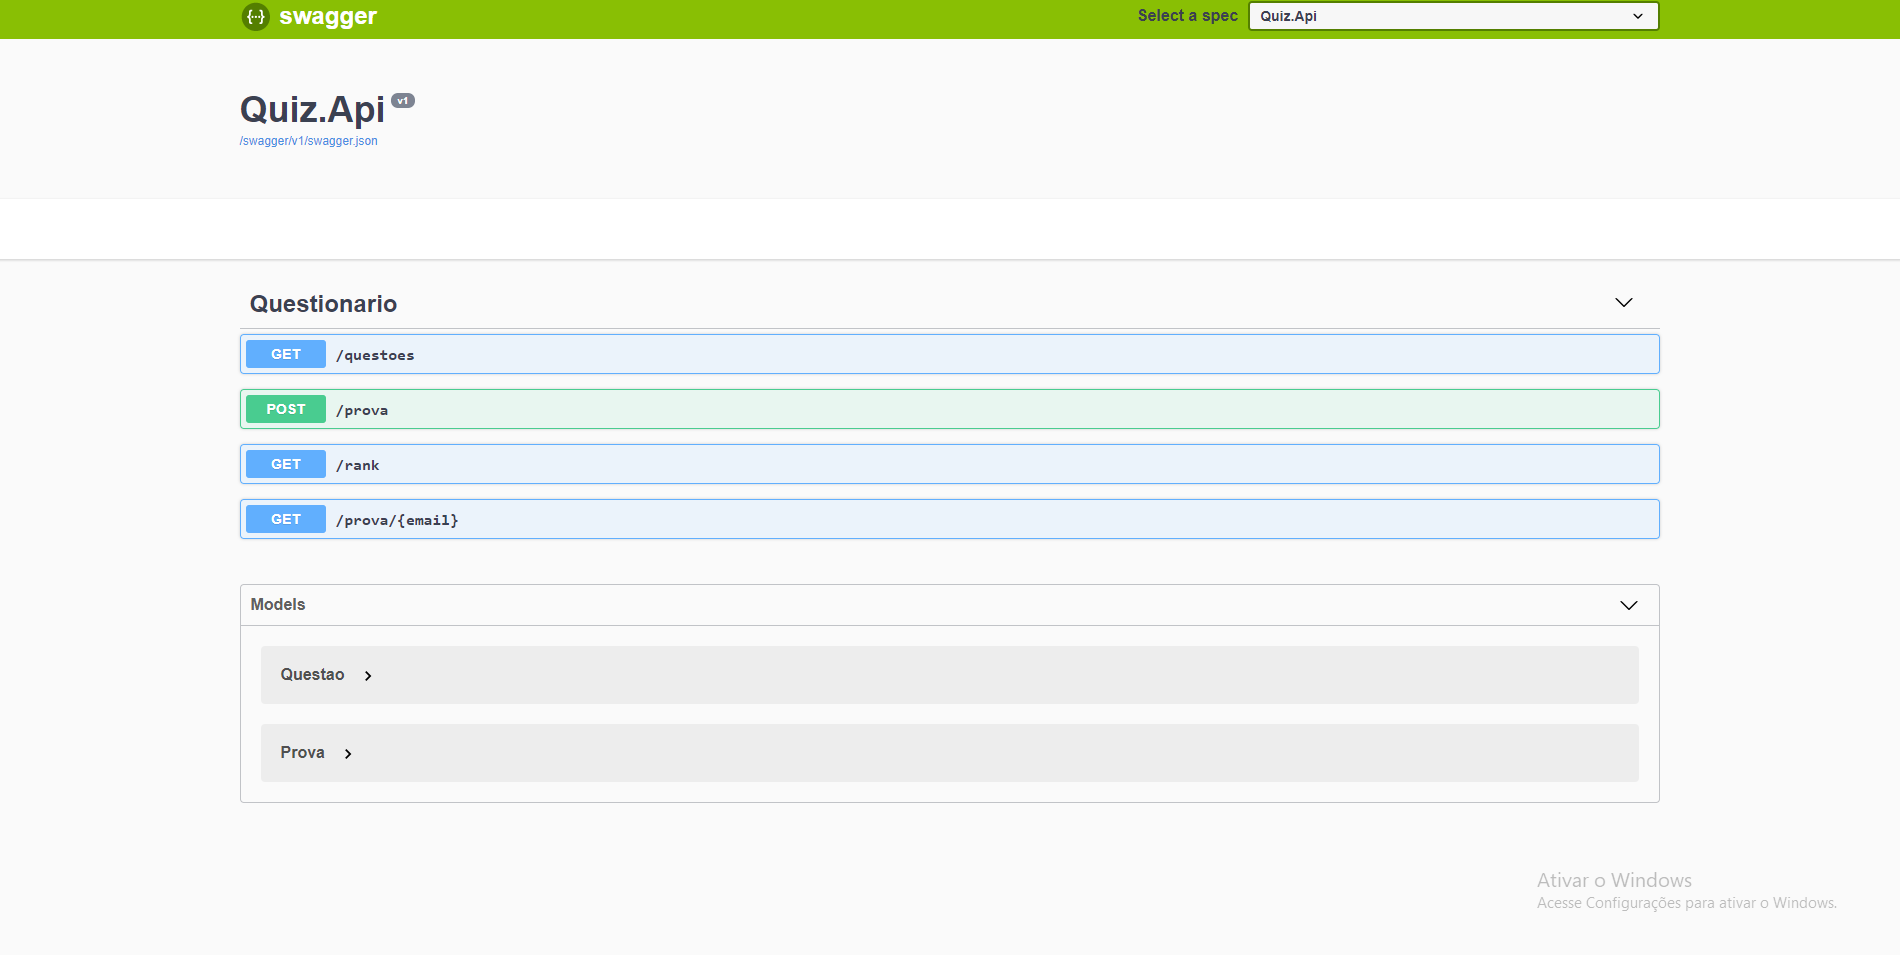 {···} swagger
Select a spec
Quiz.Api
Quiz.Api v1
/swagger/v1/swagger.json
Questionario
GET /questoes
POST /prova
GET /rank
GET /prova/{email}
Models
Questao
Prova
Ativar o Windows
Acesse Configurações para ativar o Windows.